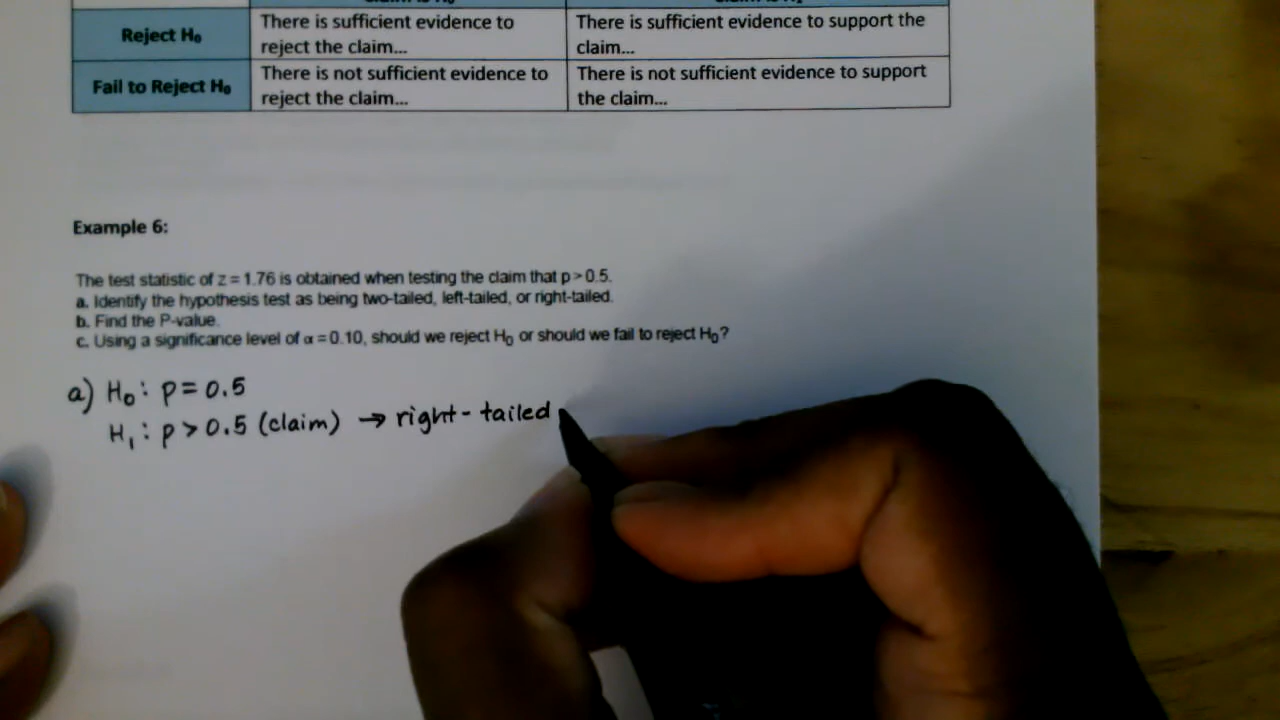 Reject H₀
There is sufficient evidence to
reject the claim...
There is sufficient evidence to support the
claim...
Fail to Reject H₀
There is not sufficient evidence to
reject the claim...
There is not sufficient evidence to support
the claim...
Example 6:
The test statistic of z = 1.76 is obtained when testing the claim that p > 0.5.
a. Identify the hypothesis test as being two-tailed, left-tailed, or right-tailed.
b. Find the P-value.
c. Using a significance level of α = 0.10, should we reject H₀ or should we fail to reject H₀?
a) H₀: p = 0.5
H₁: p > 0.5 (claim) → right-tailed